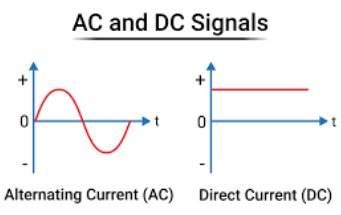 AC and DC Signals
+
0
t
-
Alternating Current (AC)
+
0
t
-
Direct Current (DC)